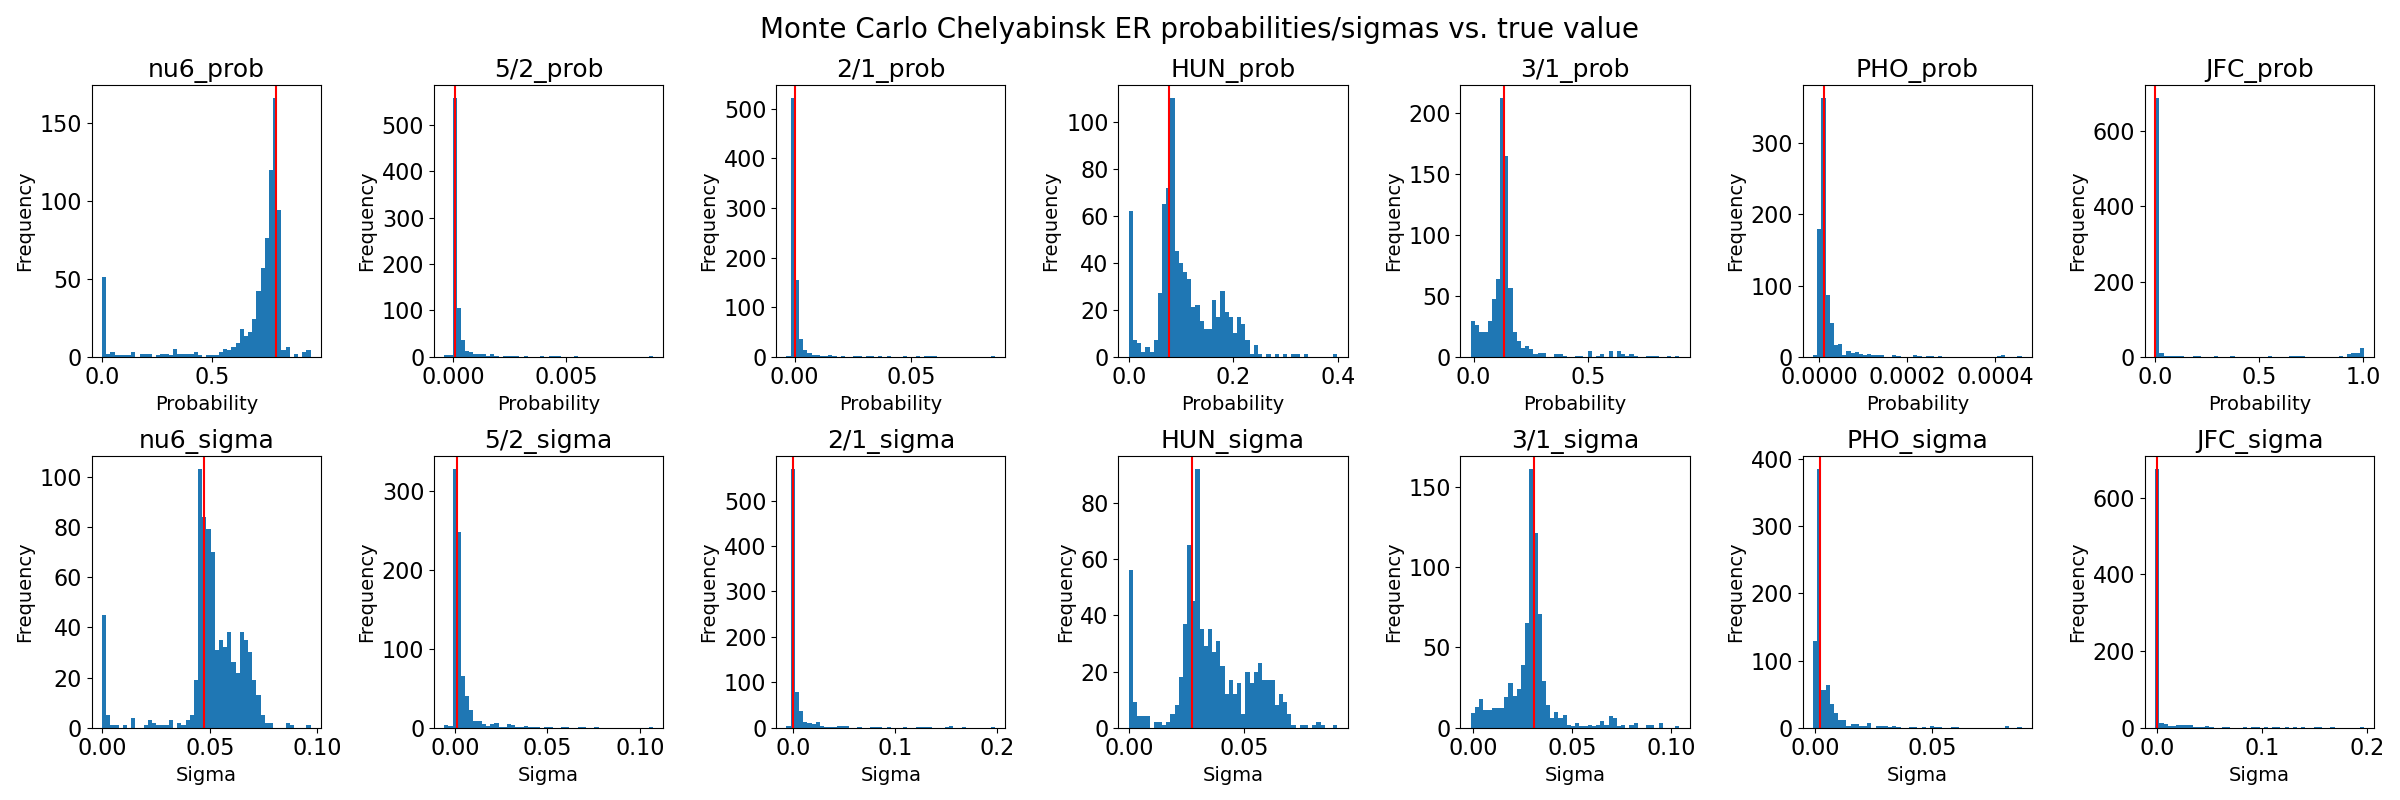 Monte Carlo Chelyabinsk ER probabilities/sigmas vs. true value
nu6_prob
Frequency
150
100
50
0
0.0 0.5
Probability
5/2_prob
Frequency
500
400
300
200
100
0
0.000 0.005
Probability
2/1_prob
Frequency
500
400
300
200
100
0
0.00 0.05
Probability
HUN_prob
Frequency
100
80
60
40
20
0
0.0 0.2 0.4
Probability
3/1_prob
Frequency
200
150
100
50
0
0.0 0.5
Probability
PHO_prob
Frequency
300
200
100
0
0.0000 0.0002 0.0004
Probability
JFC_prob
Frequency
600
400
200
0
0.0 0.5 1.0
Probability
nu6_sigma
Frequency
100
80
60
40
20
0
0.00 0.05 0.10
Sigma
5/2_sigma
Frequency
300
200
100
0
0.00 0.05 0.10
Sigma
2/1_sigma
Frequency
500
400
300
200
100
0
0.0 0.1 0.2
Sigma
HUN_sigma
Frequency
80
60
40
20
0
0.00 0.05
Sigma
3/1_sigma
Frequency
150
100
50
0
0.00 0.05 0.10
Sigma
PHO_sigma
Frequency
400
300
200
100
0
0.00 0.05
Sigma
JFC_sigma
Frequency
600
400
200
0
0.0 0.1 0.2
Sigma